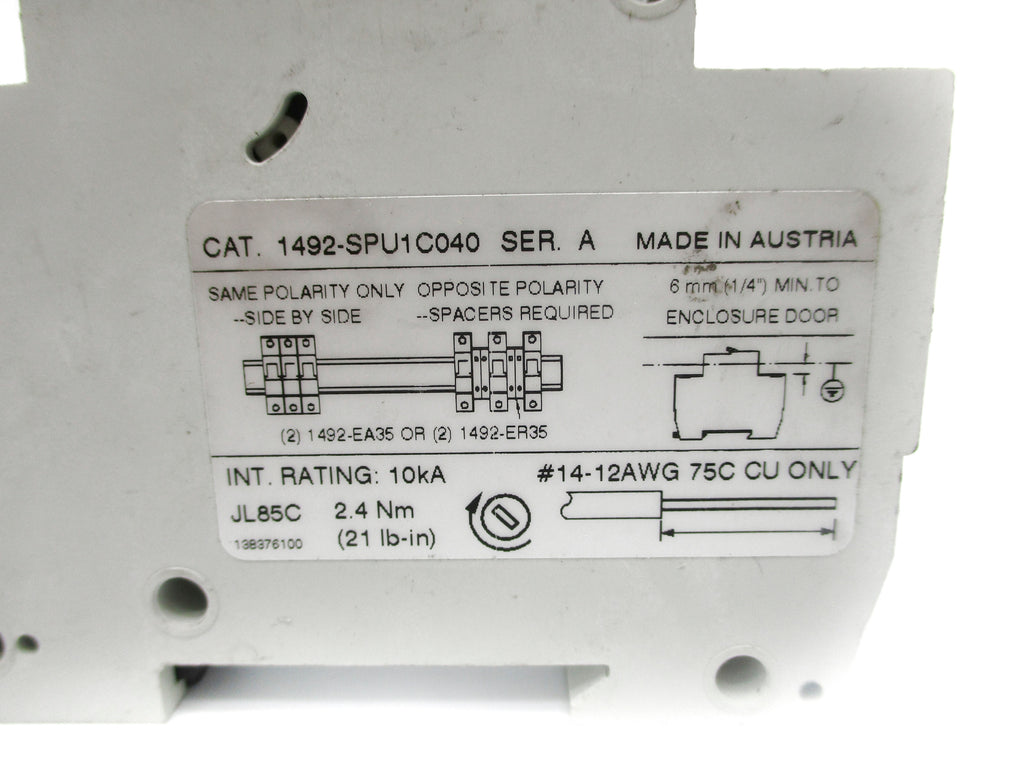 CAT. 1492-SPU1C040 SER. A MADE IN AUSTRIA
SAME POLARITY ONLY
--SIDE BY SIDE
OPPOSITE POLARITY
--SPACERS REQUIRED
(2) 1492-EA35 OR (2) 1492-ER35
6 mm (1/4") MIN.TO
ENCLOSURE DOOR
INT. RATING: 10kA
JL85C 2.4 Nm
138376100 (21 lb-in)
#14-12AWG 75C CU ONLY